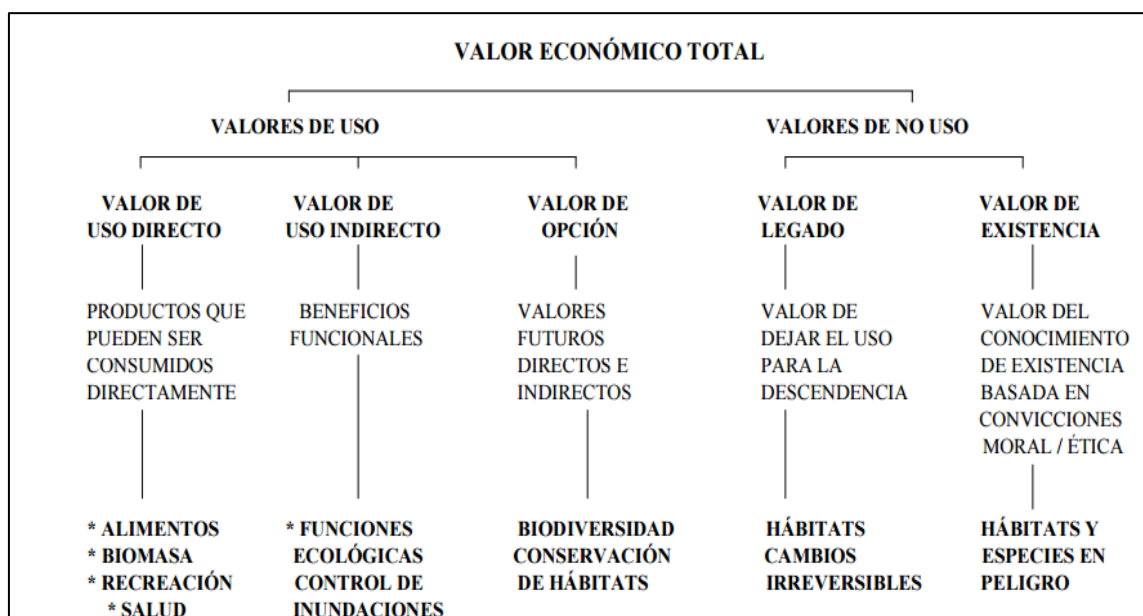 VALOR ECONÓMICO TOTAL
VALORES DE USO
VALORES DE NO USO
VALOR DE
USO DIRECTO
VALOR DE
USO INDIRECTO
VALOR DE
OPCIÓN
VALOR DE
LEGADO
VALOR DE
EXISTENCIA
PRODUCTOS QUE
PUEDEN SER
CONSUMIDOS
DIRECTAMENTE
BENEFICIOS
FUNCIONALES
VALORES
FUTUROS
DIRECTOS E
INDIRECTOS
VALOR DE
DEJAR EL USO
PARA LA
DESCENDENCIA
VALOR DEL
CONOCIMIENTO
DE EXISTENCIA
BASADA EN
CONVICCIONES
MORAL / ÉTICA
* ALIMENTOS
* BIOMASA
* RECREACIÓN
* SALUD
* FUNCIONES
ECOLÓGICAS
CONTROL DE
INUNDACIONES
BIODIVERSIDAD
CONSERVACIÓN
DE HÁBITATS
HÁBITATS
CAMBIOS
IRREVERSIBLES
HÁBITATS Y
ESPECIES EN
PELIGRO